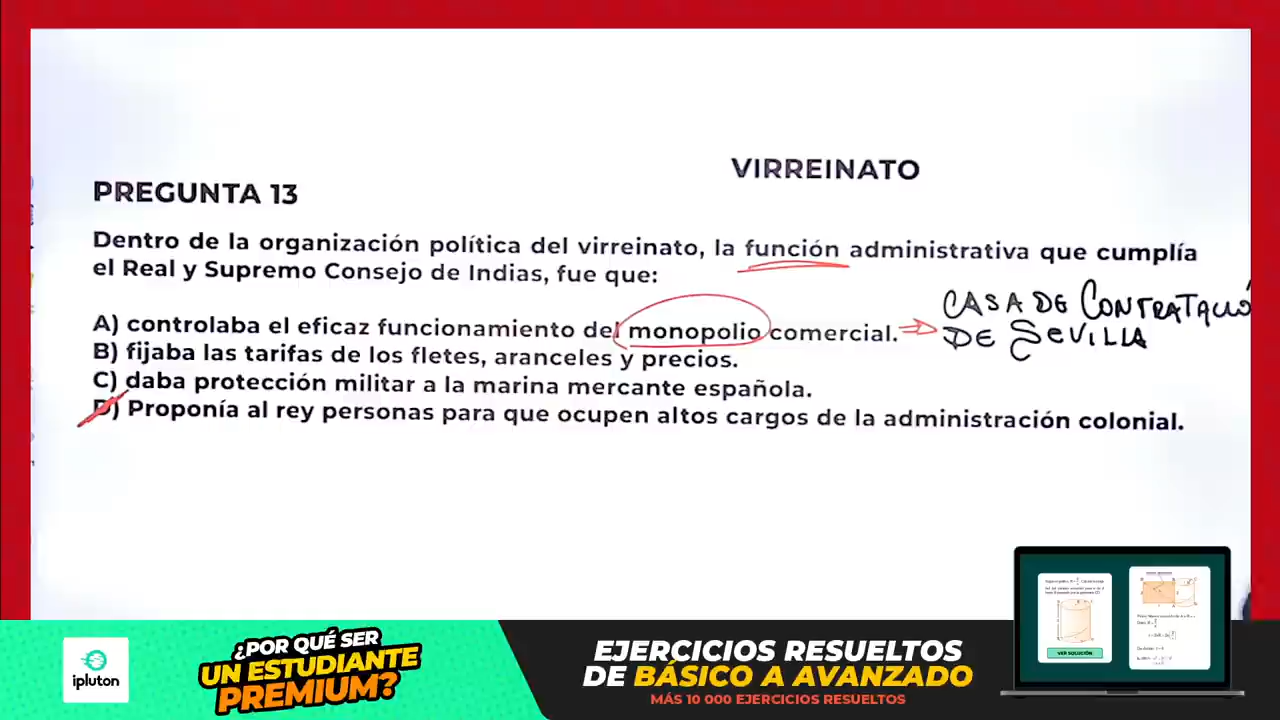 VIRREINATO
PREGUNTA 13
Dentro de la organización política del virreinato, la función administrativa que cumplía
el Real y Supremo Consejo de Indias, fue que:
A) controlaba el eficaz funcionamiento del monopolio comercial.
CASA DE CONTRATACIÓ
DE SEVILLA
B) fijaba las tarifas de los fletes, aranceles y precios.
C) daba protección militar a la marina mercante española.
D) Proponía al rey personas para que ocupen altos cargos de la administración colonial.
ipluton
¿POR QUÉ SER
UN ESTUDIANTE
PREMIUM?
EJERCICIOS RESUELTOS
DE BÁSICO A AVANZADO
MÁS 10 000 EJERCICIOS RESUELTOS
VER SOLUCIÓN